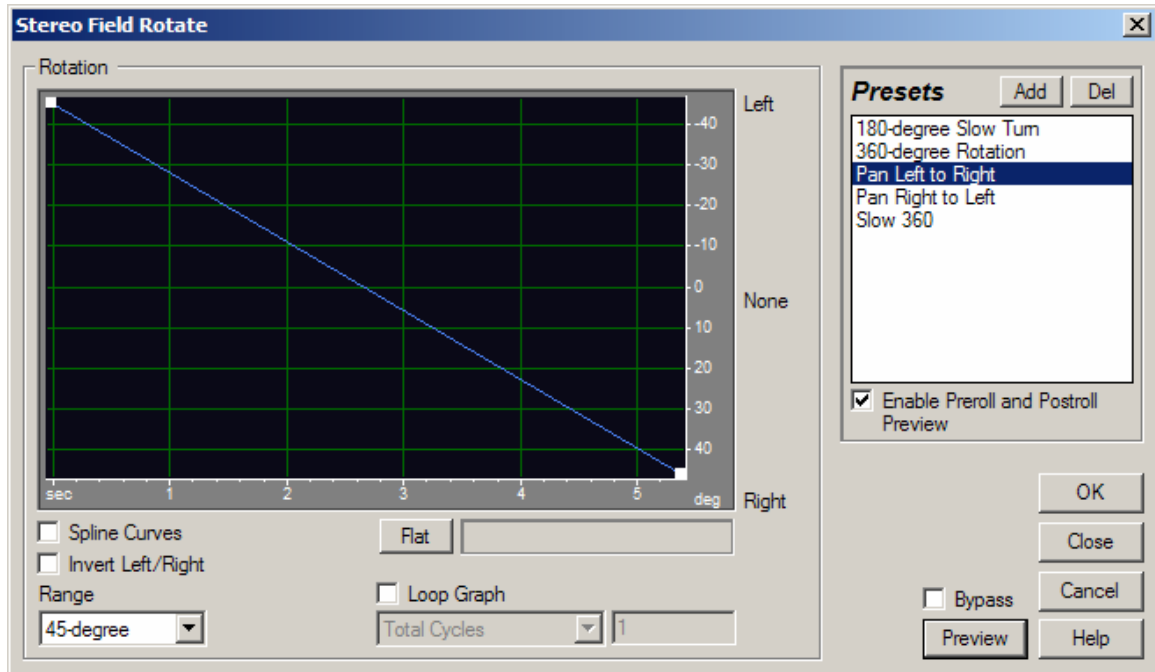 Stereo Field Rotate
Rotation
Left
-40
-30
-20
-10
0
None
10
20
30
40
sec
1
2
3
4
5
deg
Right
Spline Curves
Flat
Invert Left/Right
Range
Loop Graph
45-degree
Total Cycles
1
Presets
Add
Del
180-degree Slow Turn
360-degree Rotation
Pan Left to Right
Pan Right to Left
Slow 360
Enable Preroll and Postroll
Preview
OK
Close
Bypass
Cancel
Preview
Help